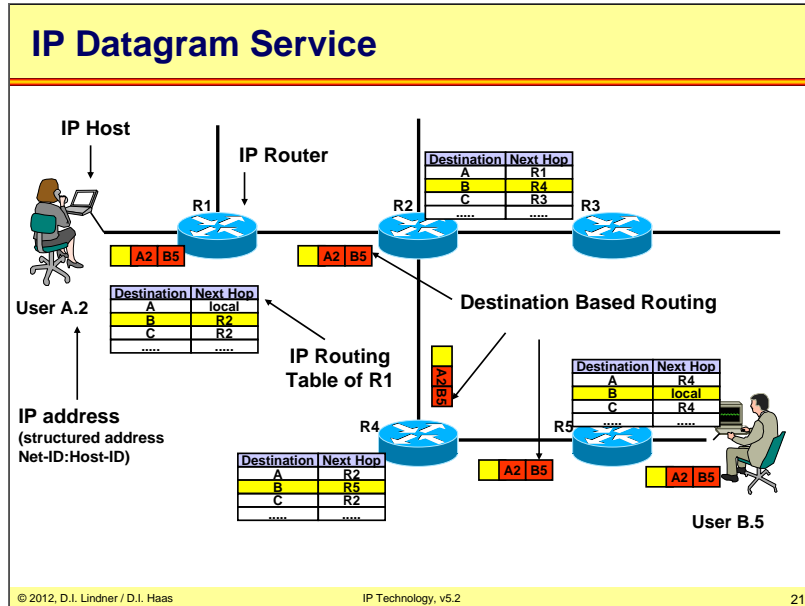 IP Datagram Service
IP Host
IP Router
Destination Next Hop
A R1
B R4
C R3
..... .....
R1
R2
R3
A2 B5
A2 B5
User A.2
Destination Next Hop
A local
B R2
C R2
..... .....
Destination Based Routing
IP Routing
Table of R1
A2 B5
Destination Next Hop
A R4
B local
C R4
..... .....
IP address
(structured address
Net-ID:Host-ID)
R4
R5
Destination Next Hop
A R2
B R5
C R2
..... .....
A2 B5
A2 B5
User B.5
© 2012, D.I. Lindner / D.I. Haas
IP Technology, v5.2
21